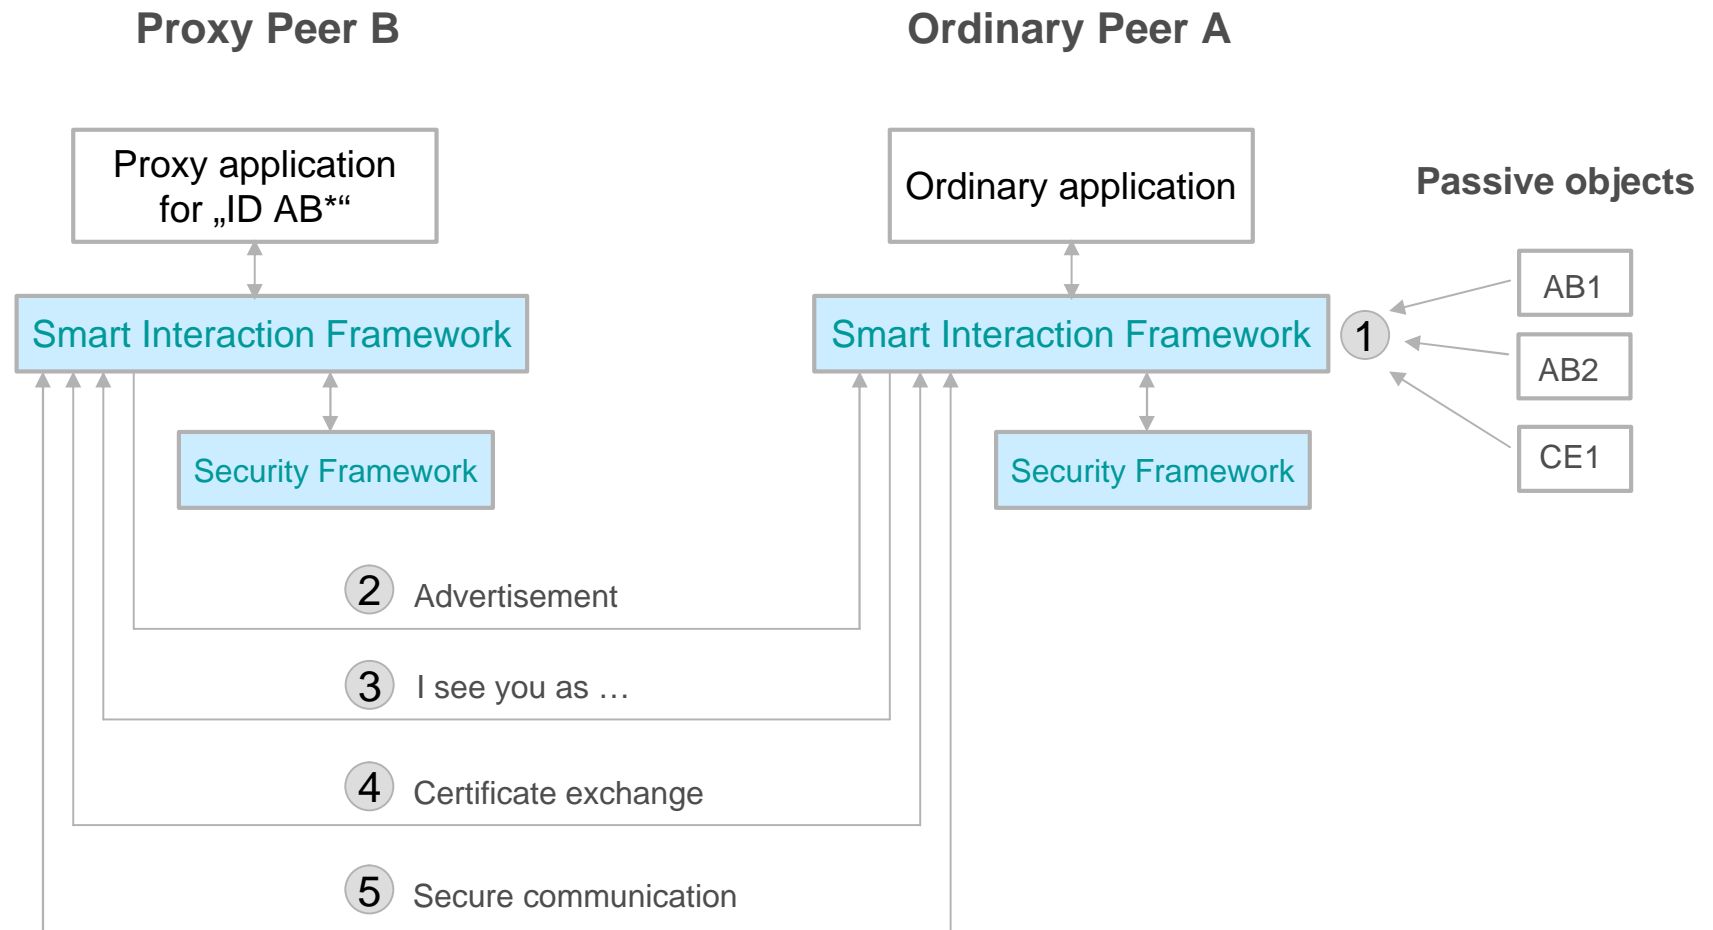 Proxy Peer B
Ordinary Peer A
Proxy application
for „ID AB*“
Ordinary application
Passive objects
Smart Interaction Framework
Smart Interaction Framework
1
AB1
AB2
CE1
Security Framework
Security Framework
2 Advertisement
3 I see you as …
4 Certificate exchange
5 Secure communication